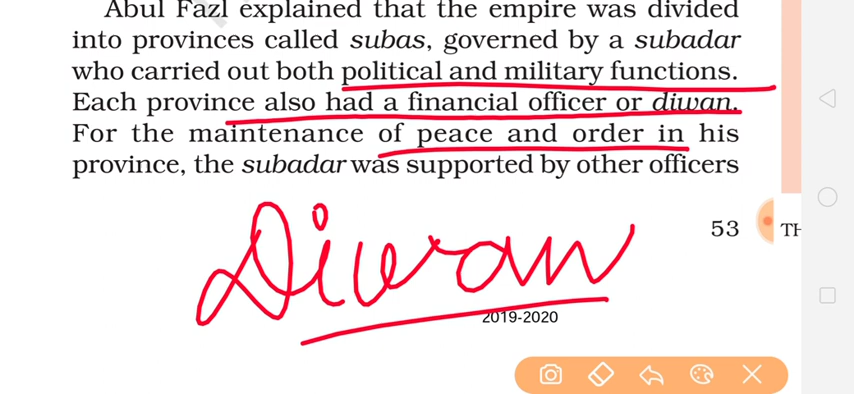 Abul Fazl explained that the empire was divided
into provinces called subas, governed by a subadar
who carried out both political and military functions.
Each province also had a financial officer or diwan.
For the maintenance of peace and order in his
province, the subadar was supported by other officers
53
TH
Diwan
2019-2020